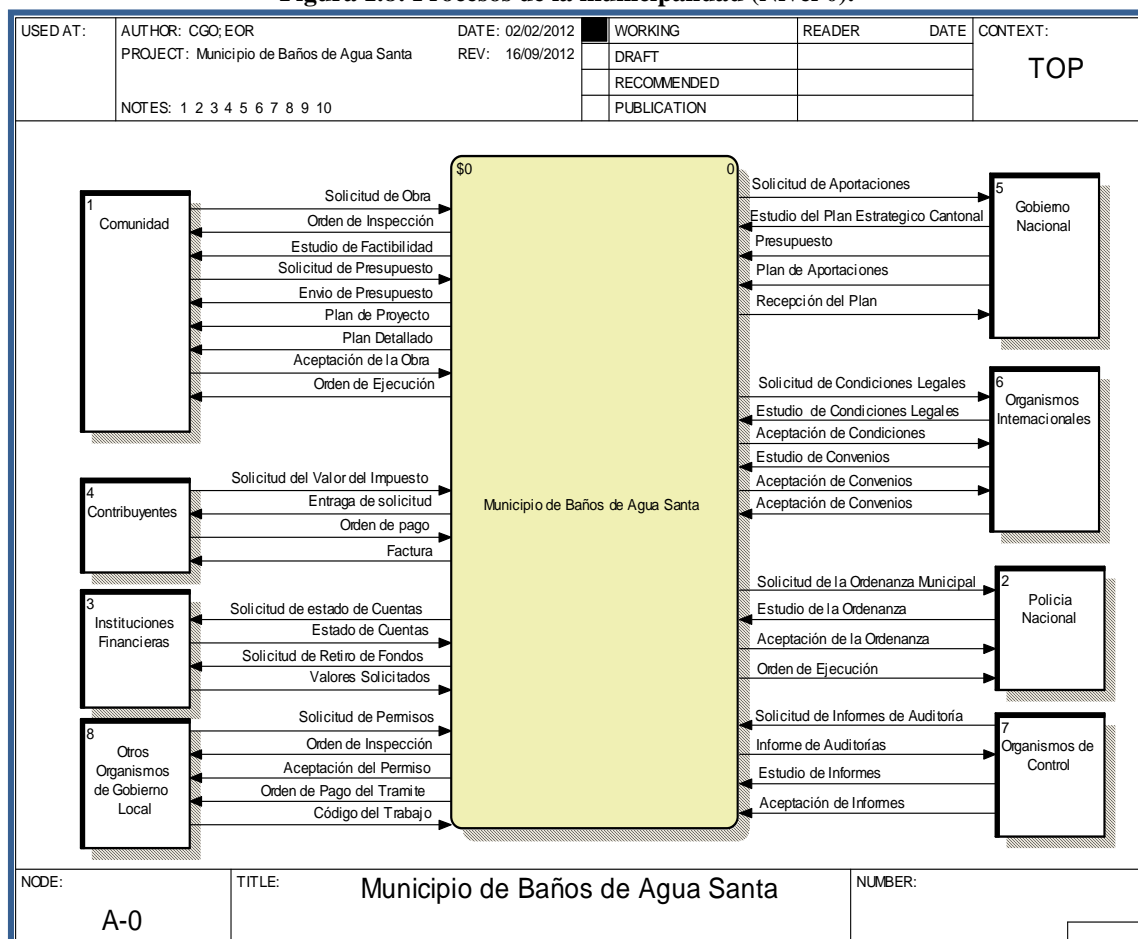 Figura Procesos de la municipalidad (Nivel 0).
USED AT:
AUTHOR: CGO; EOR
DATE: 02/02/2012
PROJECT: Municipio de Baños de Agua Santa
REV: 16/09/2012
NOTES: 1 2 3 4 5 6 7 8 9 10
WORKING
DRAFT
RECOMMENDED
PUBLICATION
READER DATE
CONTEXT:
TOP
$0
0
Municipio de Baños de Agua Santa
1
Comunidad
Solicitud de Obra
Orden de Inspección
Estudio de Factibilidad
Solicitud de Presupuesto
Envio de Presupuesto
Plan de Proyecto
Plan Detallado
Aceptación de la Obra
Orden de Ejecución
4
Contribuyentes
Solicitud del Valor del Impuesto
Entraga de solicitud
Orden de pago
Factura
3
Instituciones
Financieras
Solicitud de estado de Cuentas
Estado de Cuentas
Solicitud de Retiro de Fondos
Valores Solicitados
8
Otros
Organismos
de Gobierno
Local
Solicitud de Permisos
Orden de Inspección
Aceptación del Permiso
Orden de Pago del Tramite
Código del Trabajo
Solicitud de Aportaciones
Estudio del Plan Estrategico Cantonal
Presupuesto
Plan de Aportaciones
Recepción del Plan
5
Gobierno
Nacional
Solicitud de Condiciones Legales
Estudio de Condiciones Legales
Aceptación de Condiciones
Estudio de Convenios
Aceptación de Convenios
Aceptación de Convenios
6
Organismos
Internacionales
Solicitud de la Ordenanza Municipal
Estudio de la Ordenanza
Aceptación de la Ordenanza
Orden de Ejecución
2
Policia
Nacional
Solicitud de Informes de Auditoría
Informe de Auditorías
Estudio de Informes
Aceptación de Informes
7
Organismos de
Control
NODE:
A-0
TITLE:
Municipio de Baños de Agua Santa
NUMBER: